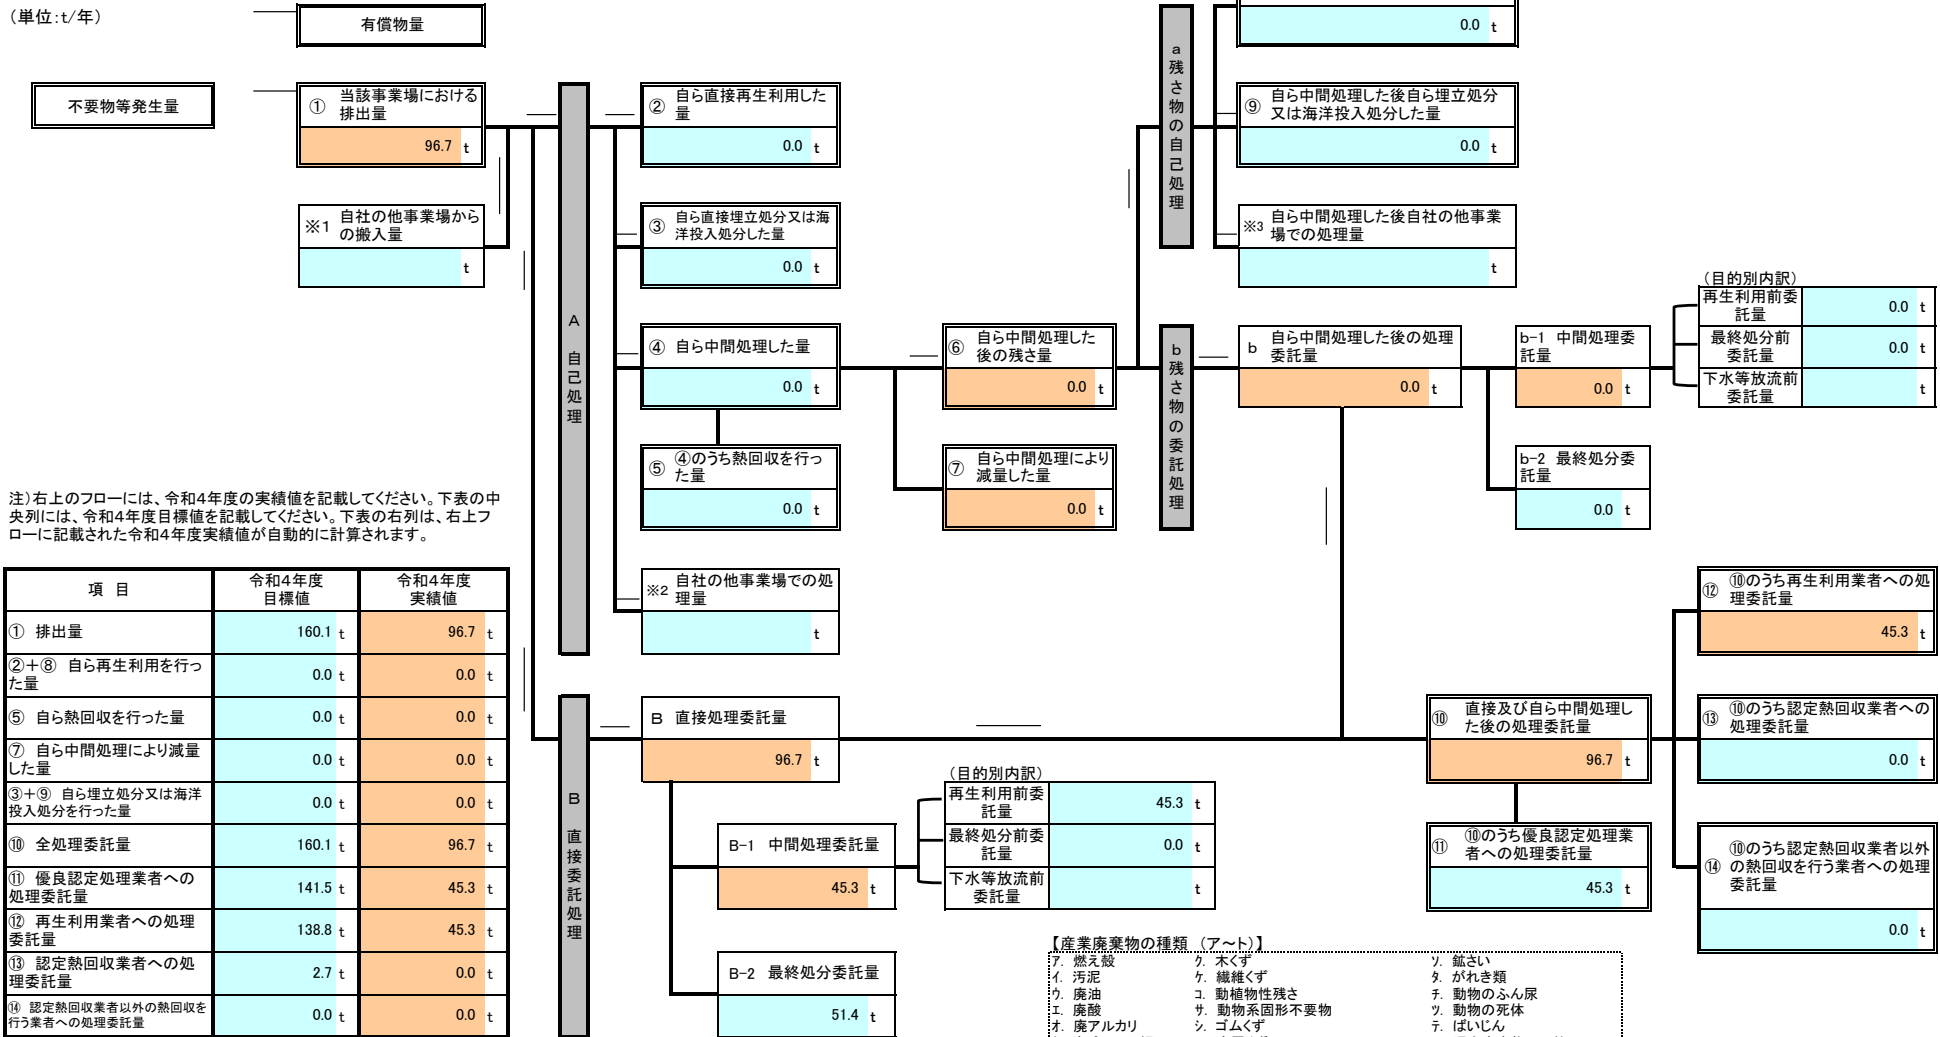 （単位：t/年）
有償物量
0.0 t
不要物等発生量
① 当該事業場における
排出量
96.7 t
※1 自社の他事業場から
の搬入量
t
A 自己処理
② 自ら直接再生利用した
量
0.0 t
③ 自ら直接埋立処分又は海
洋投入処分した量
0.0 t
④ 自ら中間処理した量
0.0 t
⑤ ④のうち熱回収を行っ
た量
0.0 t
※2 自社の他事業場での処
理量
t
⑥ 自ら中間処理した
後の残さ量
0.0 t
⑦ 自ら中間処理により
減量した量
0.0 t
a 残さ物の自己処理
⑨ 自ら中間処理した後自ら埋立処分
又は海洋投入処分した量
0.0 t
※3 自ら中間処理した後自社の他事業
場での処理量
t
b 残さ物の委託処理
b 自ら中間処理した後の処理
委託量
0.0 t
b-1 中間処理委
託量
0.0 t
b-2 最終処分委
託量
0.0 t
（目的別内訳）
再生利用前委
託量
0.0 t
最終処分前
委託量
0.0 t
下水等放流前
委託量
t
注）右上のフローには、令和４年度の実績値を記載してください。下表の中
央列には、令和４年度目標値を記載してください。下表の右列は、右上フ
ローに記載された令和４年度実績値が自動的に計算されます。
項 目 令和４年度
目標値 令和４年度
実績値
① 排出量 160.1 t 96.7 t
②＋⑧ 自ら再生利用を行っ
た量 0.0 t 0.0 t
⑤ 自ら熱回収を行った量 0.0 t 0.0 t
⑦ 自ら中間処理により減量
した量 0.0 t 0.0 t
③＋⑨ 自ら埋立処分又は海洋
投入処分を行った量 0.0 t 0.0 t
⑩ 全処理委託量 160.1 t 96.7 t
⑪ 優良認定処理業者への
処理委託量 141.5 t 45.3 t
⑫ 再生利用業者への処理
委託量 138.8 t 45.3 t
⑬ 認定熱回収業者への処
理委託量 2.7 t 0.0 t
⑭ 認定熱回収業者以外の熱回収を
行う業者への処理委託量 0.0 t 0.0 t
B 直接委託処理
B 直接処理委託量
96.7 t
B-1 中間処理委託量
45.3 t
B-2 最終処分委託量
51.4 t
（目的別内訳）
再生利用前委
託量
45.3 t
最終処分前委
託量
0.0 t
下水等放流前
委託量
t
⑩ 直接及び自ら中間処理し
た後の処理委託量
96.7 t
⑪ ⑩のうち優良認定処理業
者への処理委託量
45.3 t
⑫ ⑩のうち再生利用業者への処
理委託量
45.3 t
⑬ ⑩のうち認定熱回収業者への
処理委託量
0.0 t
⑭ ⑩のうち認定熱回収業者以外
の熱回収を行う業者への処理
委託量
0.0 t
【産業廃棄物の種類 （ア～ト）】
ア. 燃え殻 ク. 木くず ソ. 鉱さい
イ. 汚泥 ケ. 繊維くず タ. がれき類
ウ. 廃油 コ. 動植物性残さ チ. 動物のふん尿
エ. 廃酸 サ. 動物系固形不要物 ツ. 動物の死体
オ. 廃アルカリ シ. ゴムくず テ. ばいじん